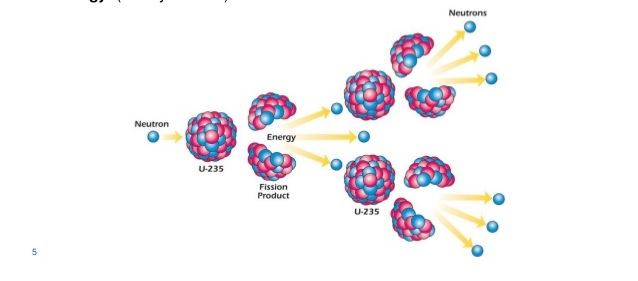 Neutrons
Neutron
Energy
U-235
Fission
Product
U-235
5